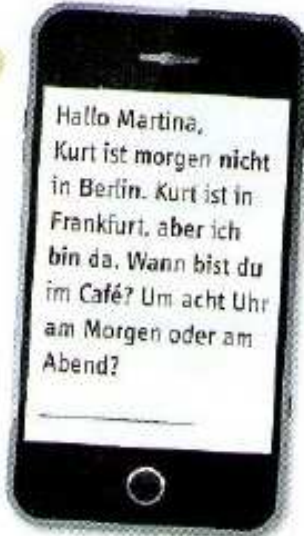 Hallo Martina,
Kurt ist morgen nicht
in Berlin. Kurt ist in
Frankfurt, aber ich
bin da. Wann bist du
im Café? Um acht Uhr
am Morgen oder am
Abend?